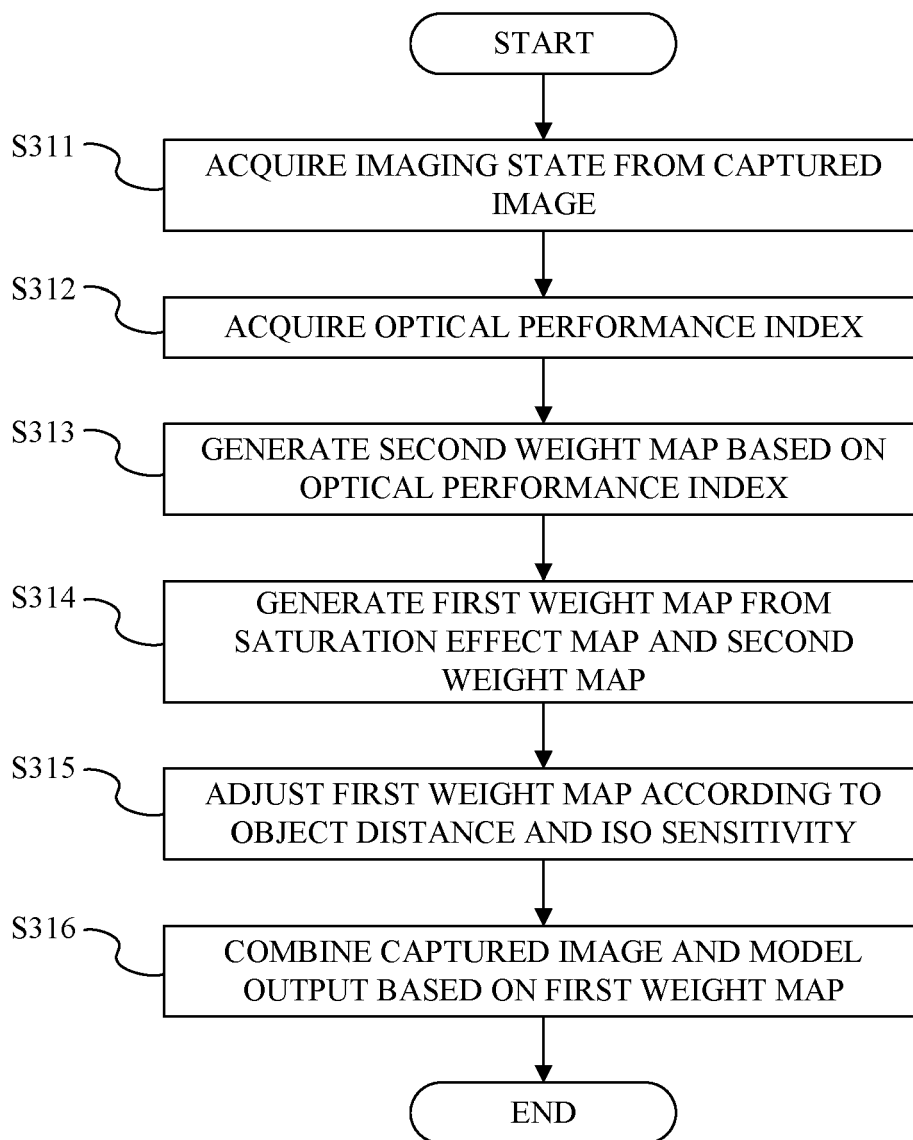 START
S311
ACQUIRE IMAGING STATE FROM CAPTURED
IMAGE
S312
ACQUIRE OPTICAL PERFORMANCE INDEX
S313
GENERATE SECOND WEIGHT MAP BASED ON
OPTICAL PERFORMANCE INDEX
S314
GENERATE FIRST WEIGHT MAP FROM
SATURATION EFFECT MAP AND SECOND
WEIGHT MAP
S315
ADJUST FIRST WEIGHT MAP ACCORDING TO
OBJECT DISTANCE AND ISO SENSITIVITY
S316
COMBINE CAPTURED IMAGE AND MODEL
OUTPUT BASED ON FIRST WEIGHT MAP
END